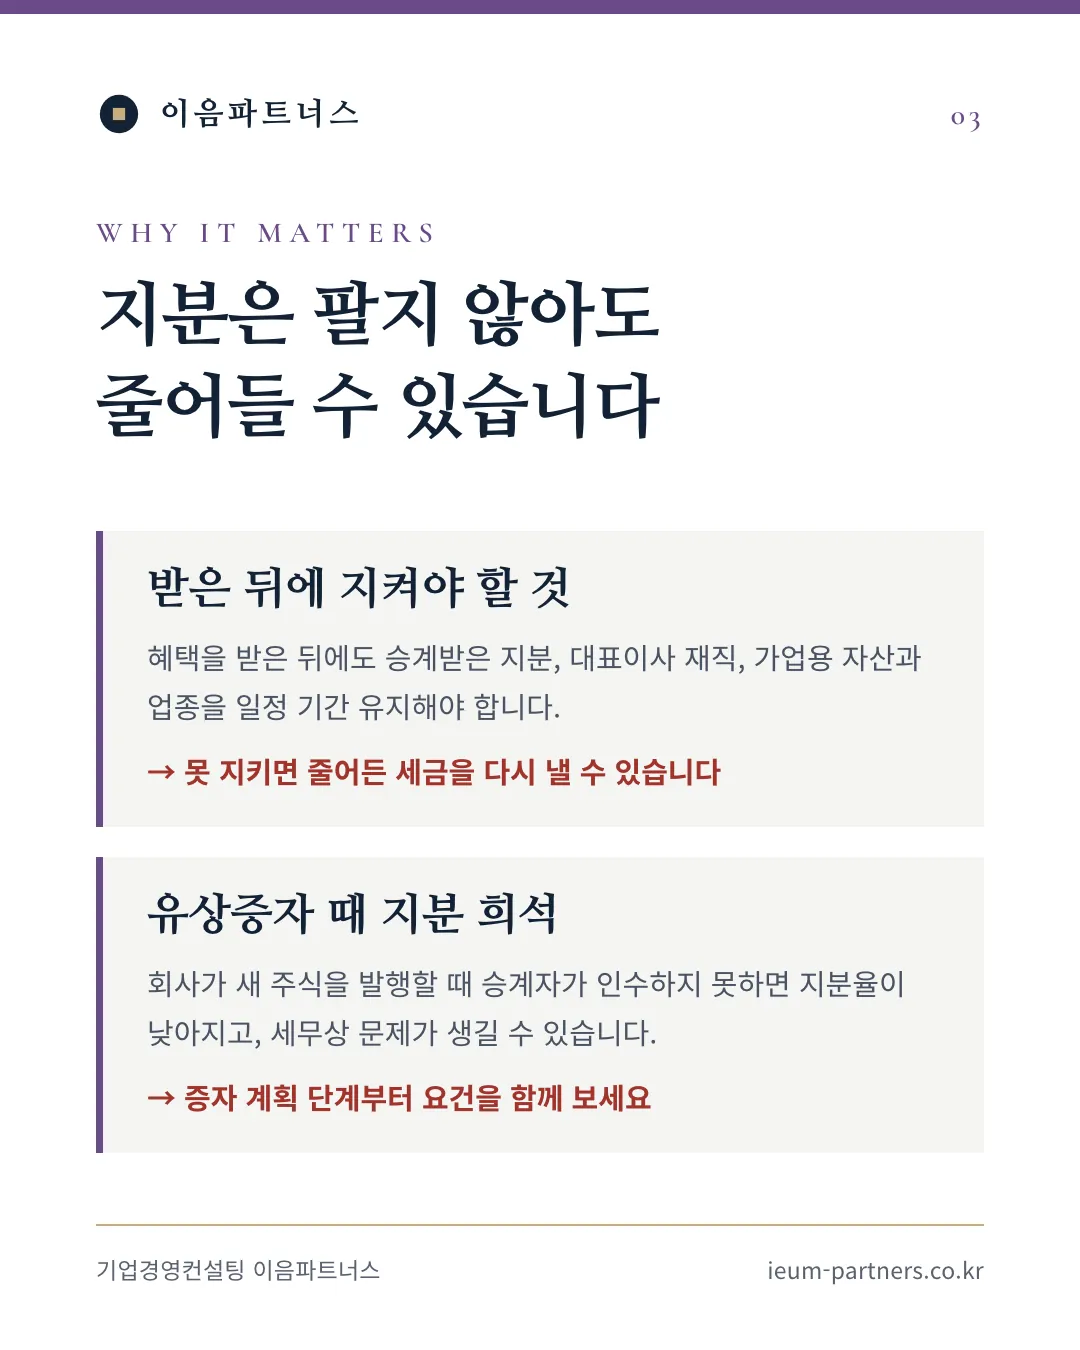 이음파트너스
03
WHY IT MATTERS
지분은 팔지 않아도
줄어들 수 있습니다
받은 뒤에 지켜야 할 것
혜택을 받은 뒤에도 승계받은 지분, 대표이사 재직, 가업용 자산과
업종을 일정 기간 유지해야 합니다.
→ 못 지키면 줄어든 세금을 다시 낼 수 있습니다
유상증자 때 지분 희석
회사가 새 주식을 발행할 때 승계자가 인수하지 못하면 지분율이
낮아지고, 세무상 문제가 생길 수 있습니다.
→ 증자 계획 단계부터 요건을 함께 보세요
기업경영컨설팅 이음파트너스
ieum-partners.co.kr